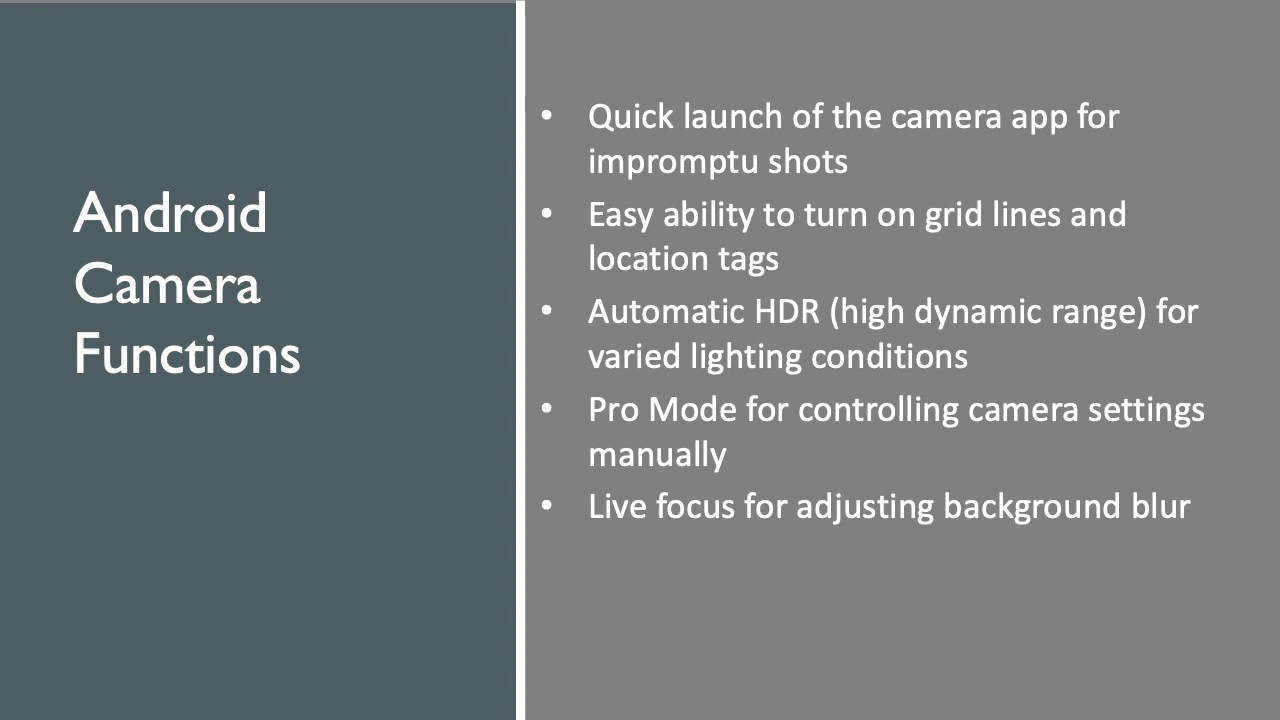 Android
Camera
Functions
• Quick launch of the camera app for
impromptu shots
• Easy ability to turn on grid lines and
location tags
• Automatic HDR (high dynamic range) for
varied lighting conditions
• Pro Mode for controlling camera settings
manually
• Live focus for adjusting background blur